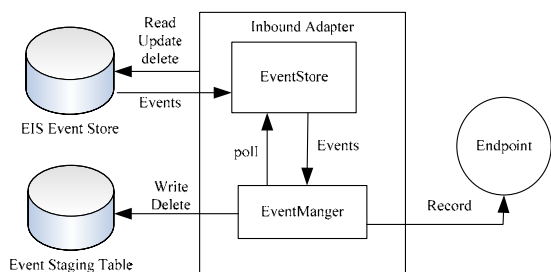 Read
Update
delete
Inbound Adapter
EventStore
Events
EIS Event Store
poll
Events
Endpoint
Write
Delete
EventManger
Record
Event Staging Table